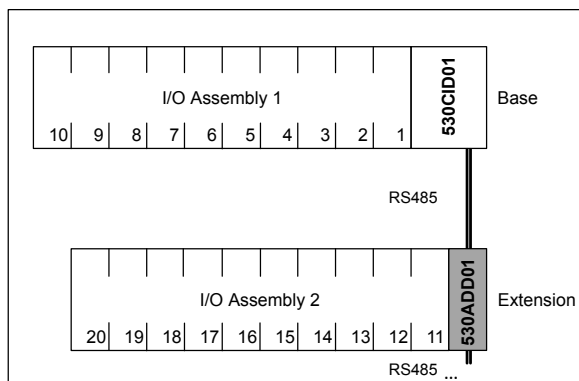 I/O Assembly 1
530CID01
Base
10 9 8 7 6 5 4 3 2 1
RS485
I/O Assembly 2
530ADD01
Extension
20 19 18 17 16 15 14 13 12 11
RS485 ...